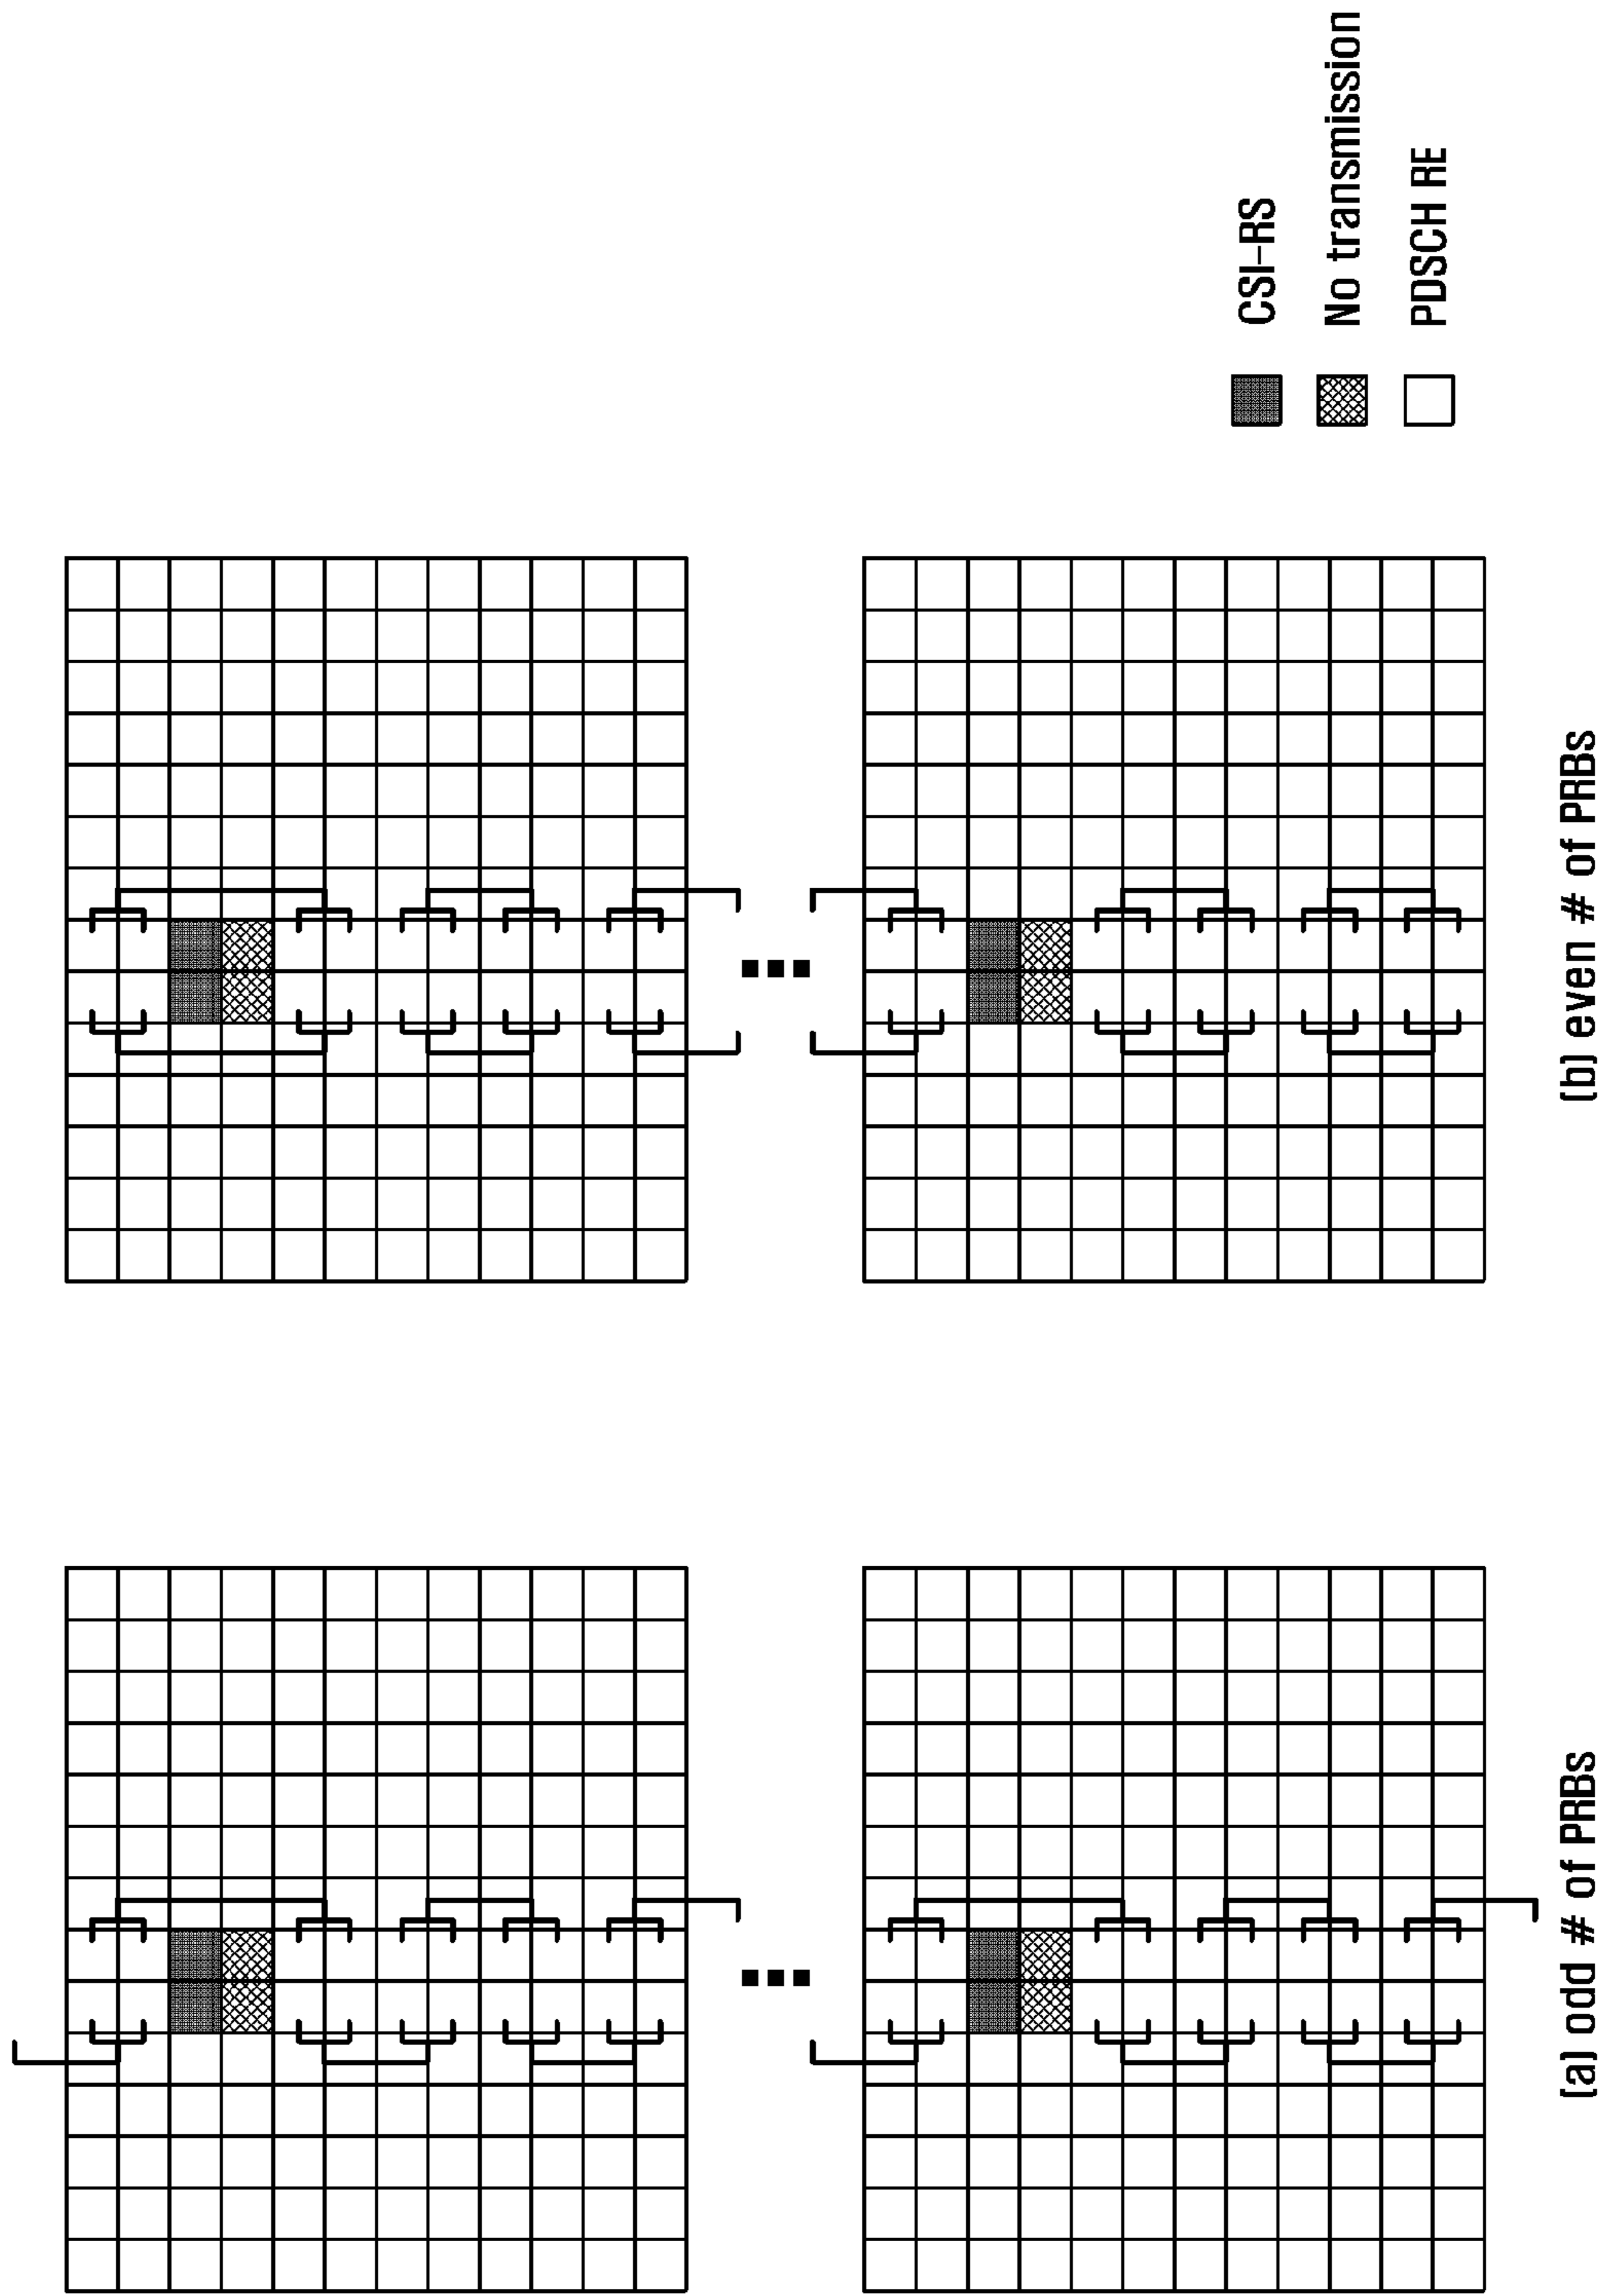 CSI-RS
No transmission
PDSCH RE
(a) odd # of PRBs
(b) even # of PRBs